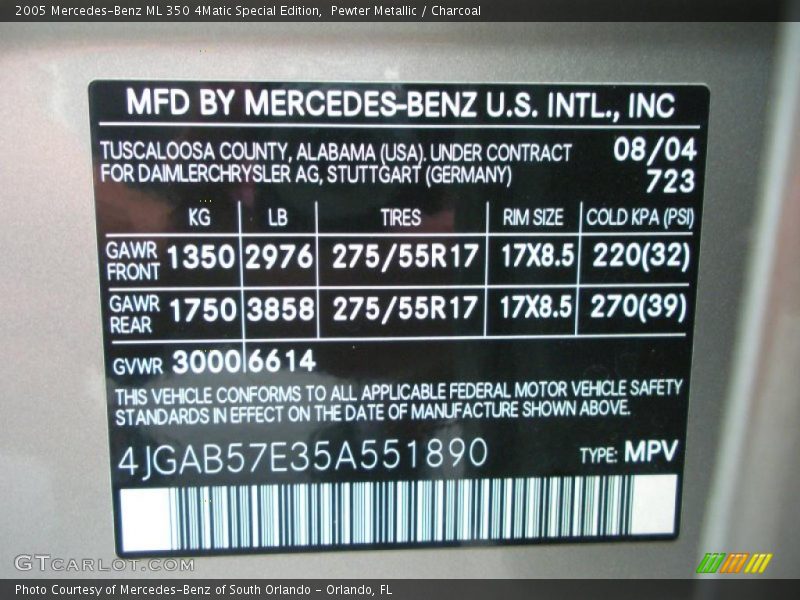 2005 Mercedes-Benz ML 350 4Matic Special Edition, Pewter Metallic / Charcoal
MFD BY MERCEDES-BENZ U.S. INTL., INC
TUSCALOOSA COUNTY, ALABAMA (USA). UNDER CONTRACT 08/04
FOR DAIMLERCHRYSLER AG, STUTTGART (GERMANY) 723
KG LB TIRES RIM SIZE COLD KPA (PSI)
GAWR FRONT 1350 2976 275/55R17 17X8.5 220(32)
GAWR REAR 1750 3858 275/55R17 17X8.5 270(39)
GVWR 3000 6614
THIS VEHICLE CONFORMS TO ALL APPLICABLE FEDERAL MOTOR VEHICLE SAFETY
STANDARDS IN EFFECT ON THE DATE OF MANUFACTURE SHOWN ABOVE.
4JGAB57E35A551890 TYPE: MPV
GTCARLOT.COM
Photo Courtesy of Mercedes-Benz of South Orlando - Orlando, FL